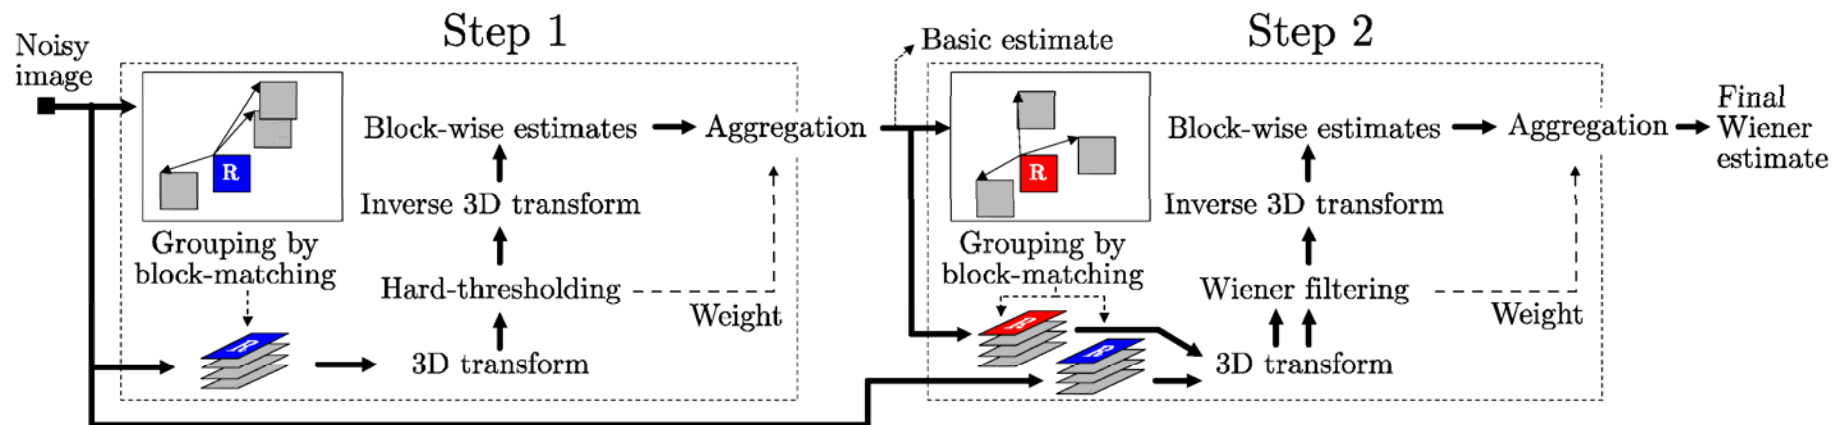 Step 1
Step 2
Noisy
image
R
Grouping by
block-matching
R
Block-wise estimates
Aggregation
Inverse 3D transform
Hard-thresholding
Weight
3D transform
Basic estimate
R
Grouping by
block-matching
R
R
Block-wise estimates
Aggregation
Inverse 3D transform
Wiener filtering
Weight
3D transform
Final
Wiener
estimate